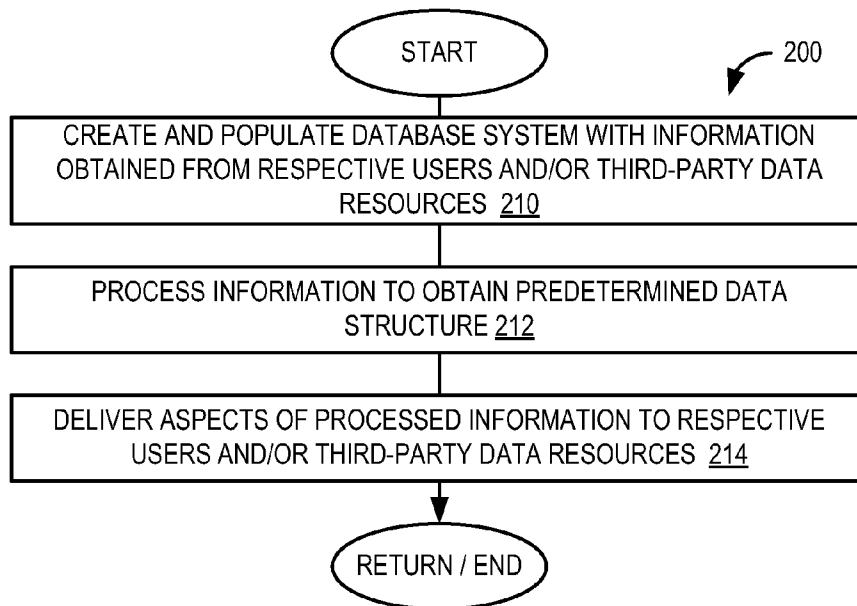 START
200
CREATE AND POPULATE DATABASE SYSTEM WITH INFORMATION
OBTAINED FROM RESPECTIVE USERS AND/OR THIRD-PARTY DATA
RESOURCES 210
PROCESS INFORMATION TO OBTAIN PREDETERMINED DATA
STRUCTURE 212
DELIVER ASPECTS OF PROCESSED INFORMATION TO RESPECTIVE
USERS AND/OR THIRD-PARTY DATA RESOURCES 214
RETURN / END